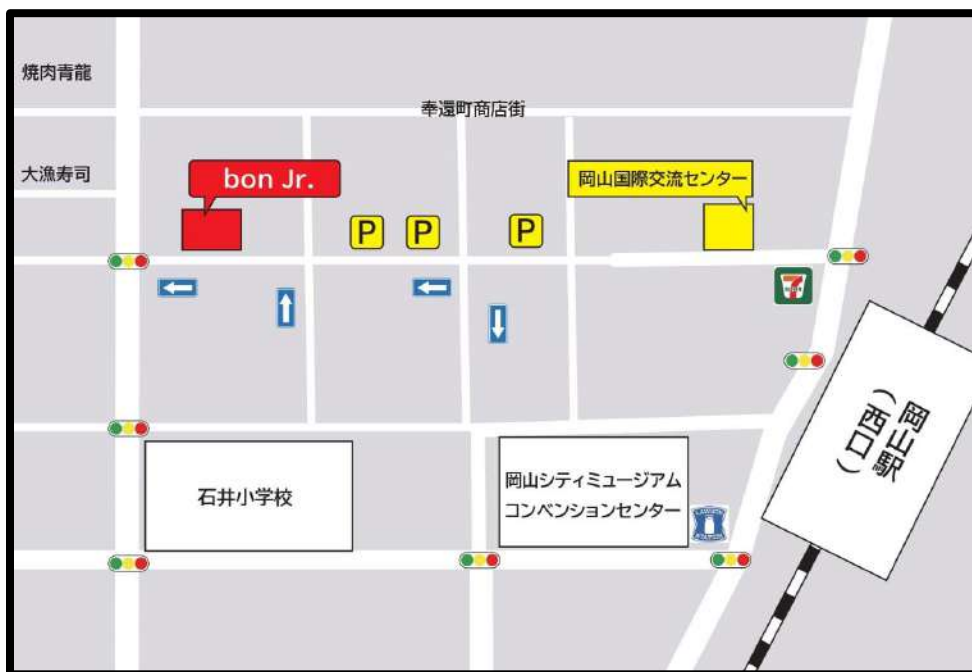 焼肉青龍
奉還町商店街
大漁寿司
bon Jr.
岡山国際交流センター
P
P
P
7
岡山駅
(西口)
石井小学校
岡山シティミュージアム
コンベンションセンター